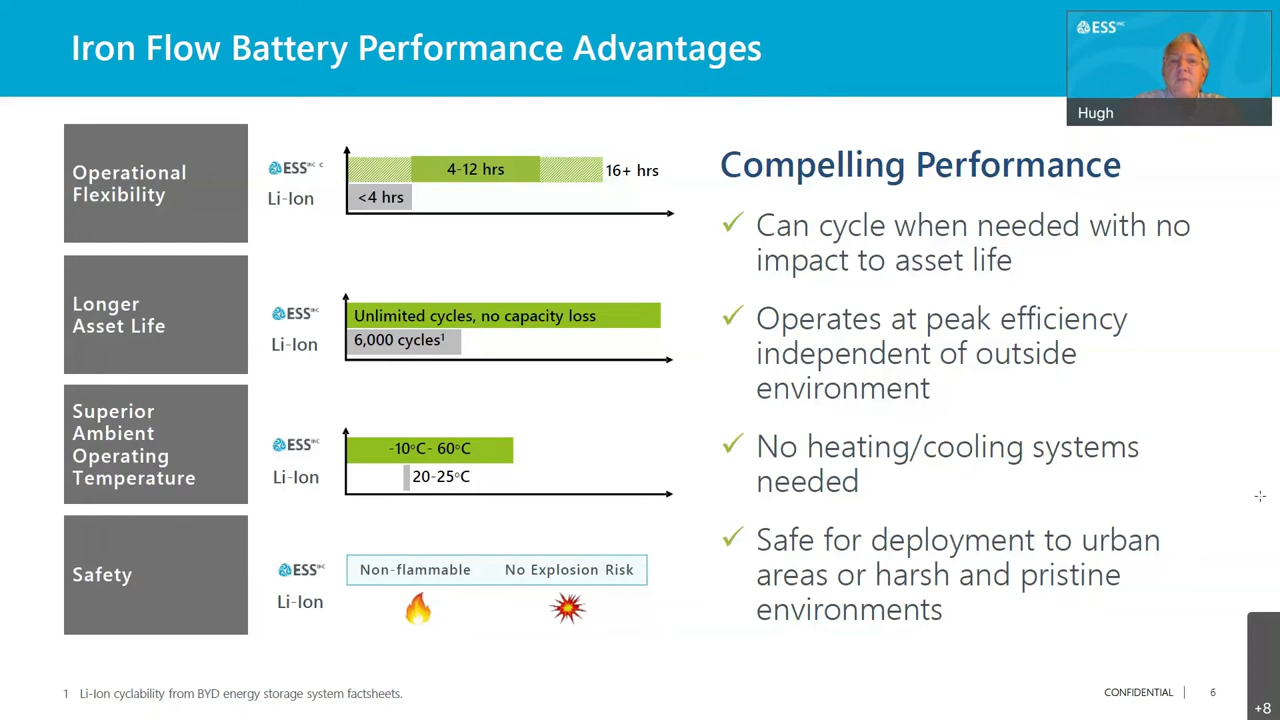 Iron Flow Battery Performance Advantages
ESS INC
Hugh
Operational
Flexibility
ESS INC C
Li-Ion
4-12 hrs
16+ hrs
<4 hrs
Longer
Asset Life
ESS INC
Li-Ion
Unlimited cycles, no capacity loss
6,000 cycles¹
Superior
Ambient
Operating
Temperature
ESS INC
Li-Ion
-10°C- 60°C
20-25°C
Safety
ESS INC
Li-Ion
Non-flammable No Explosion Risk
Compelling Performance
✓ Can cycle when needed with no
impact to asset life
✓ Operates at peak efficiency
independent of outside
environment
✓ No heating/cooling systems
needed
✓ Safe for deployment to urban
areas or harsh and pristine
environments
1 Li-Ion cyclability from BYD energy storage system factsheets.
CONFIDENTIAL | 6
+8